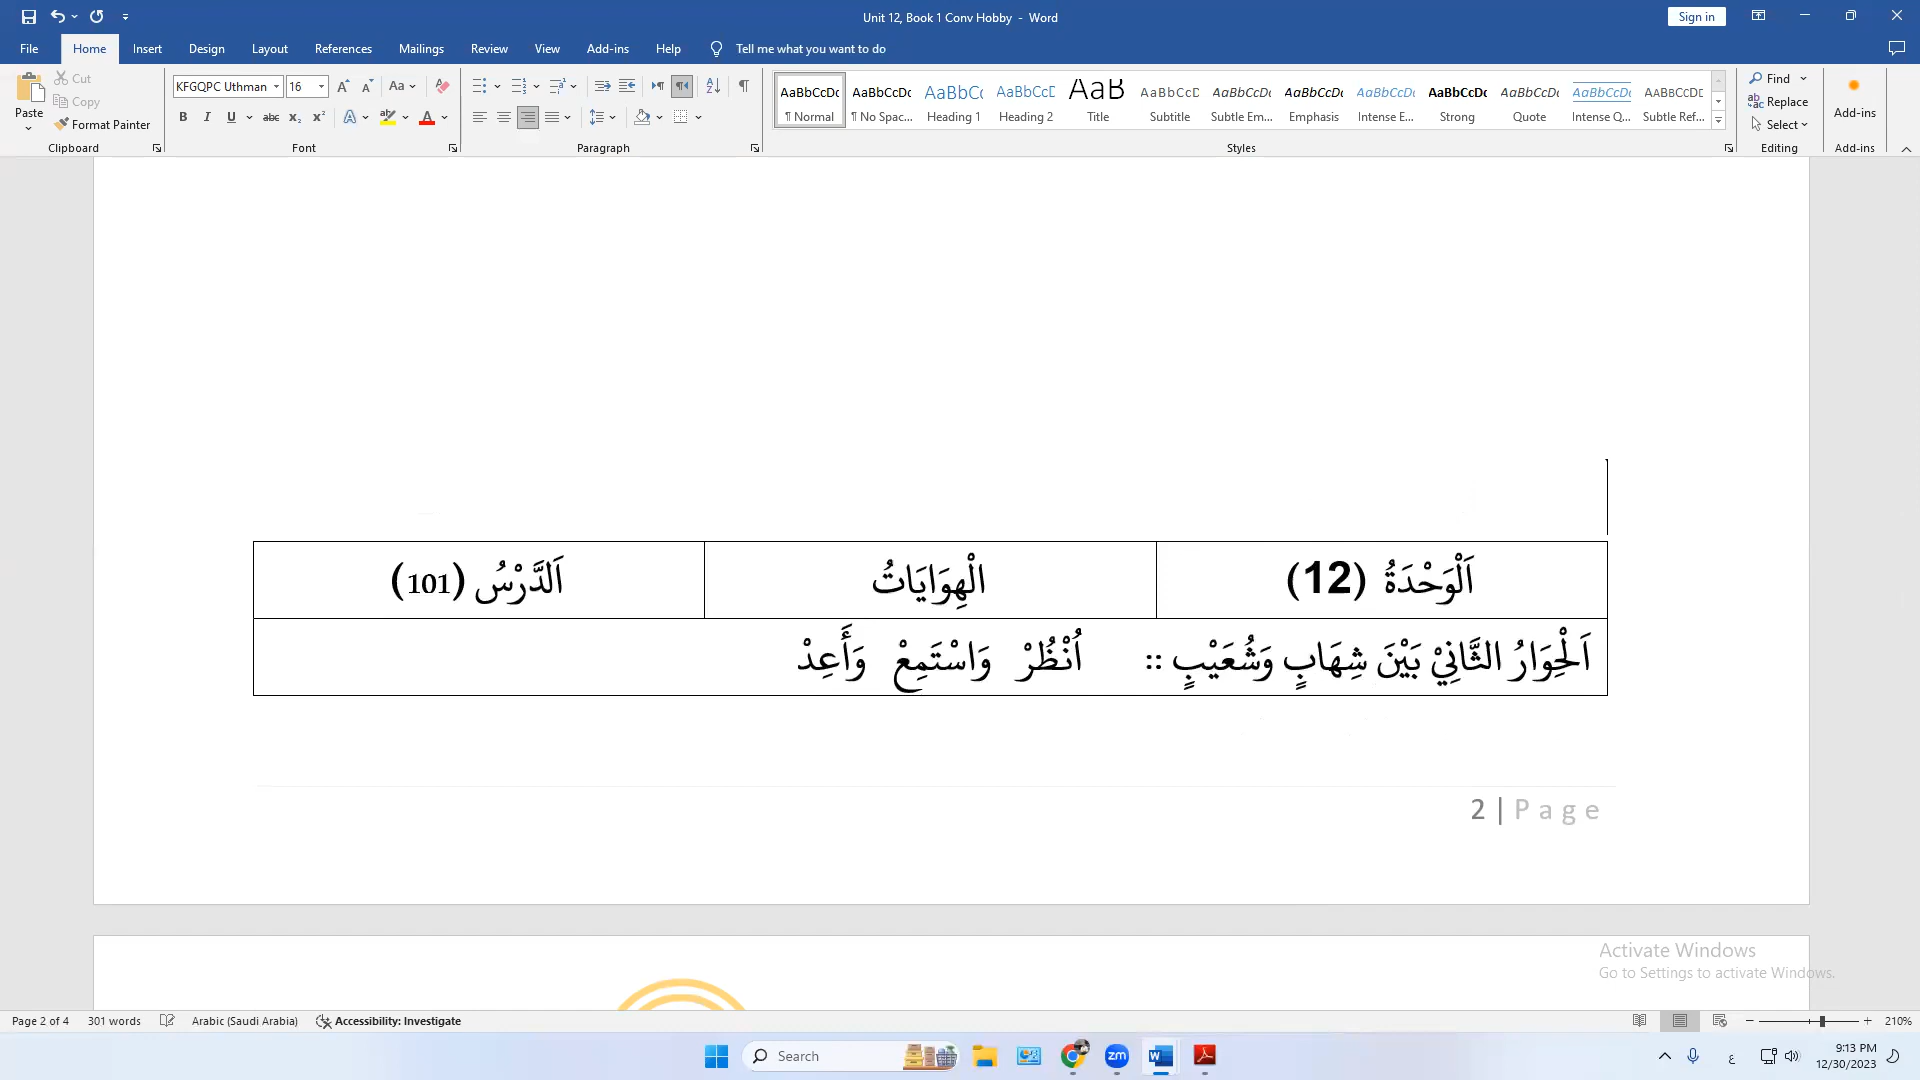 Unit 12, Book 1 Conv Hobby - Word
Sign in
File Home Insert Design Layout References Mailings Review View Add-ins Help Tell me what you want to do
Paste
Cut
Copy
Format Painter
KFGQPC Uthman 16
Find
Replace
Select
Add-ins
AaBbCcDc AaBbCcDc AaBbCc AaBbCcD AaB AaBbCcD AaBbCcDc AaBbCcDc AaBbCcDc AaBbCcDc AaBbCcDc AaBbCcDc AABBCCDC
¶ Normal ¶ No Spac... Heading 1 Heading 2 Title Subtitle Subtle Em... Emphasis Intense E... Strong Quote Intense Q... Subtle Ref...
Clipboard Font Paragraph Styles Editing Add-ins
اَلْوَحْدَةُ (12) الْهِوَايَاتُ اَلدَّرْسُ (101)
اَلْحِوَارُ الثَّانِيْ بَيْنَ شِهَابٍ وَشُعَيْبٍ :: اُنْظُرْ وَاسْتَمِعْ وَأَعِدْ
2 | Page
Activate Windows
Go to Settings to activate Windows.
Page 2 of 4 301 words Arabic (Saudi Arabia) Accessibility: Investigate 210%
Search
zm
ع
9:13 PM
12/30/2023